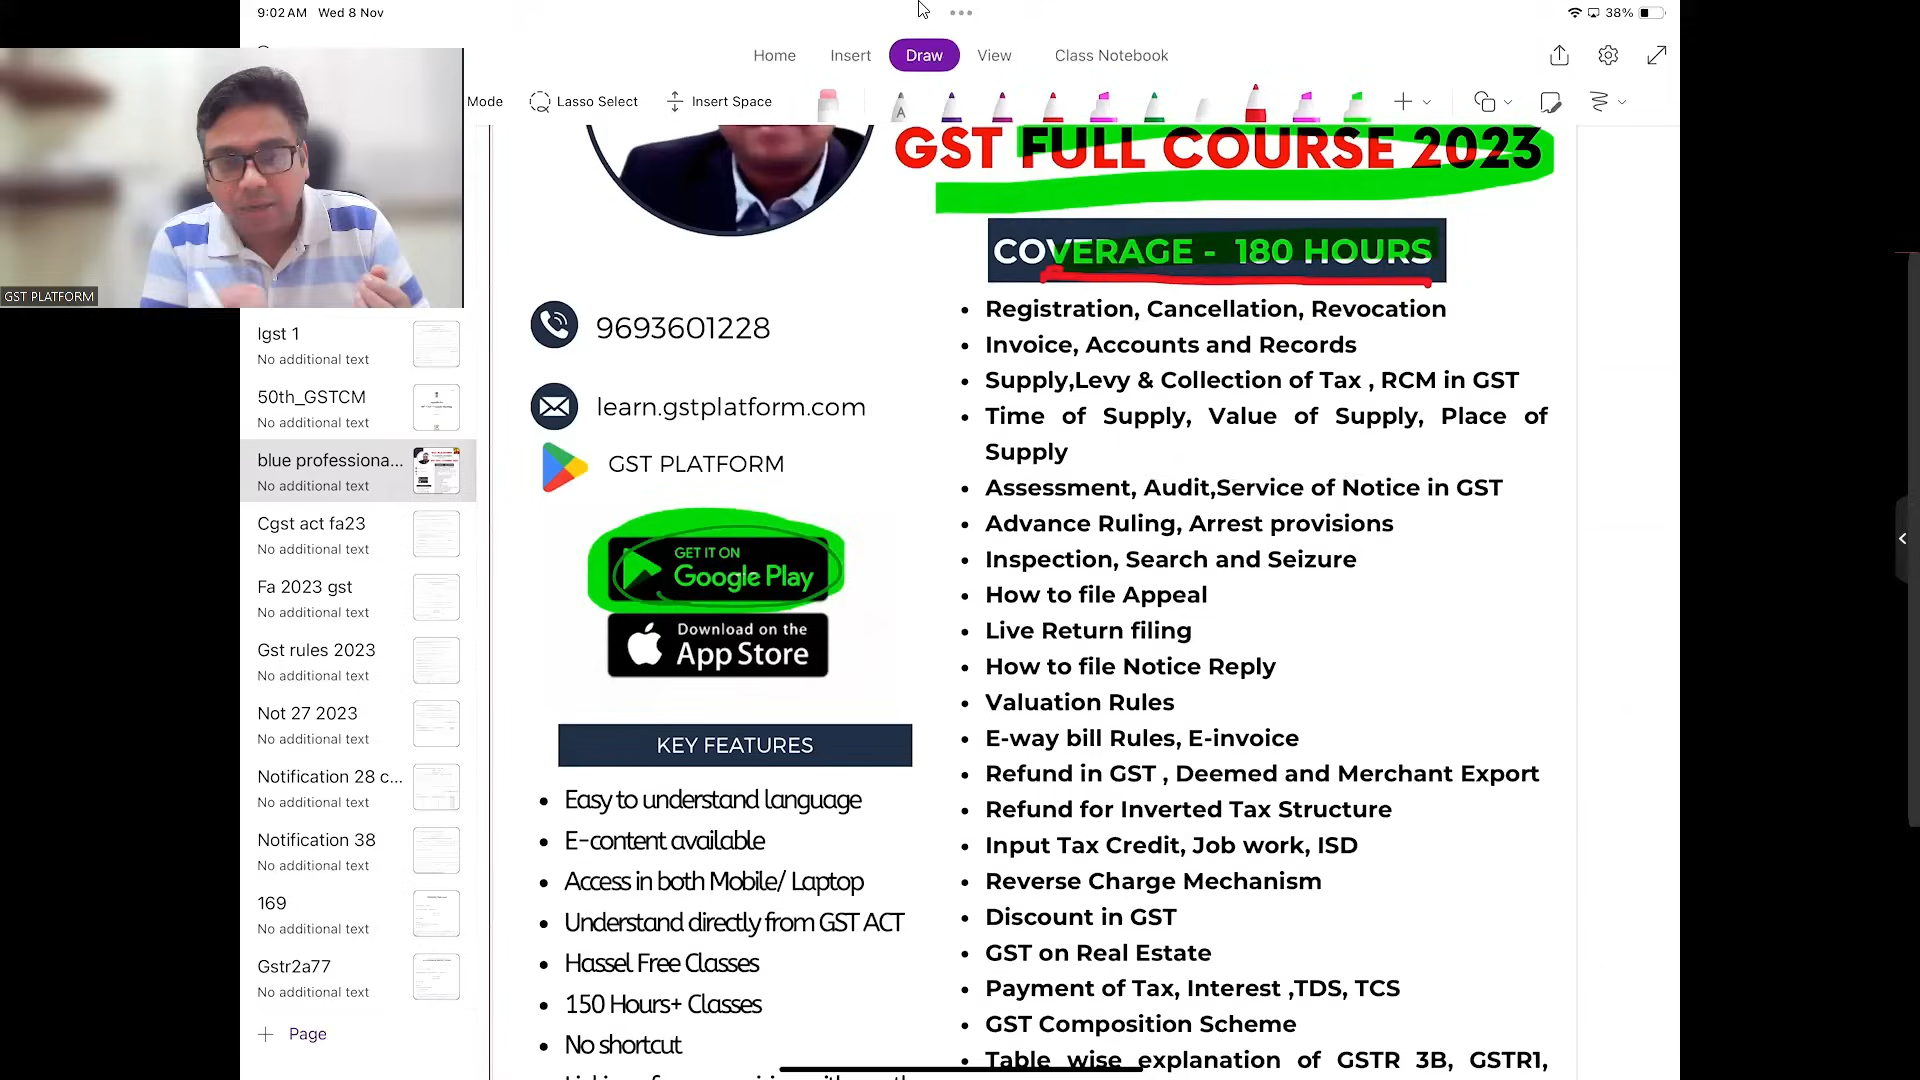 9:02 AM Wed 8 Nov
38%
Home Insert Draw View Class Notebook
Mode Lasso Select Insert Space
A
GST PLATFORM
Igst 1
No additional text
50th_GSTCM
No additional text
blue professiona...
No additional text
Cgst act fa23
No additional text
Fa 2023 gst
No additional text
Gst rules 2023
No additional text
Not 27 2023
No additional text
Notification 28 c...
No additional text
Notification 38
No additional text
169
No additional text
Gstr2a77
No additional text
Page
9693601228
learn.gstplatform.com
GST PLATFORM
GET IT ON
Google Play
Download on the
App Store
KEY FEATURES
• Easy to understand language
• E-content available
• Access in both Mobile/ Laptop
• Understand directly from GST ACT
• Hassel Free Classes
• 150 Hours+ Classes
• No shortcut
GST FULL COURSE 2023
COVERAGE - 180 HOURS
• Registration, Cancellation, Revocation
• Invoice, Accounts and Records
• Supply,Levy & Collection of Tax , RCM in GST
• Time of Supply, Value of Supply, Place of
Supply
• Assessment, Audit,Service of Notice in GST
• Advance Ruling, Arrest provisions
• Inspection, Search and Seizure
• How to file Appeal
• Live Return filing
• How to file Notice Reply
• Valuation Rules
• E-way bill Rules, E-invoice
• Refund in GST , Deemed and Merchant Export
• Refund for Inverted Tax Structure
• Input Tax Credit, Job work, ISD
• Reverse Charge Mechanism
• Discount in GST
• GST on Real Estate
• Payment of Tax, Interest ,TDS, TCS
• GST Composition Scheme
• Table wise explanation of GSTR 3B, GSTR1,